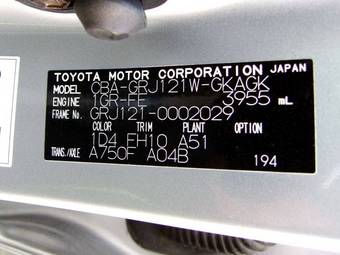 TOYOTA MOTOR CORPORATION JAPAN
MODEL CBA-GRJ121W-GKAGK
ENGINE 1GR-FE 3955 mL
FRAME No. GRJ121-0002029
COLOR TRIM PLANT OPTION
1D4 FH10 A51
TRANS./AXLE A750F A04B
194